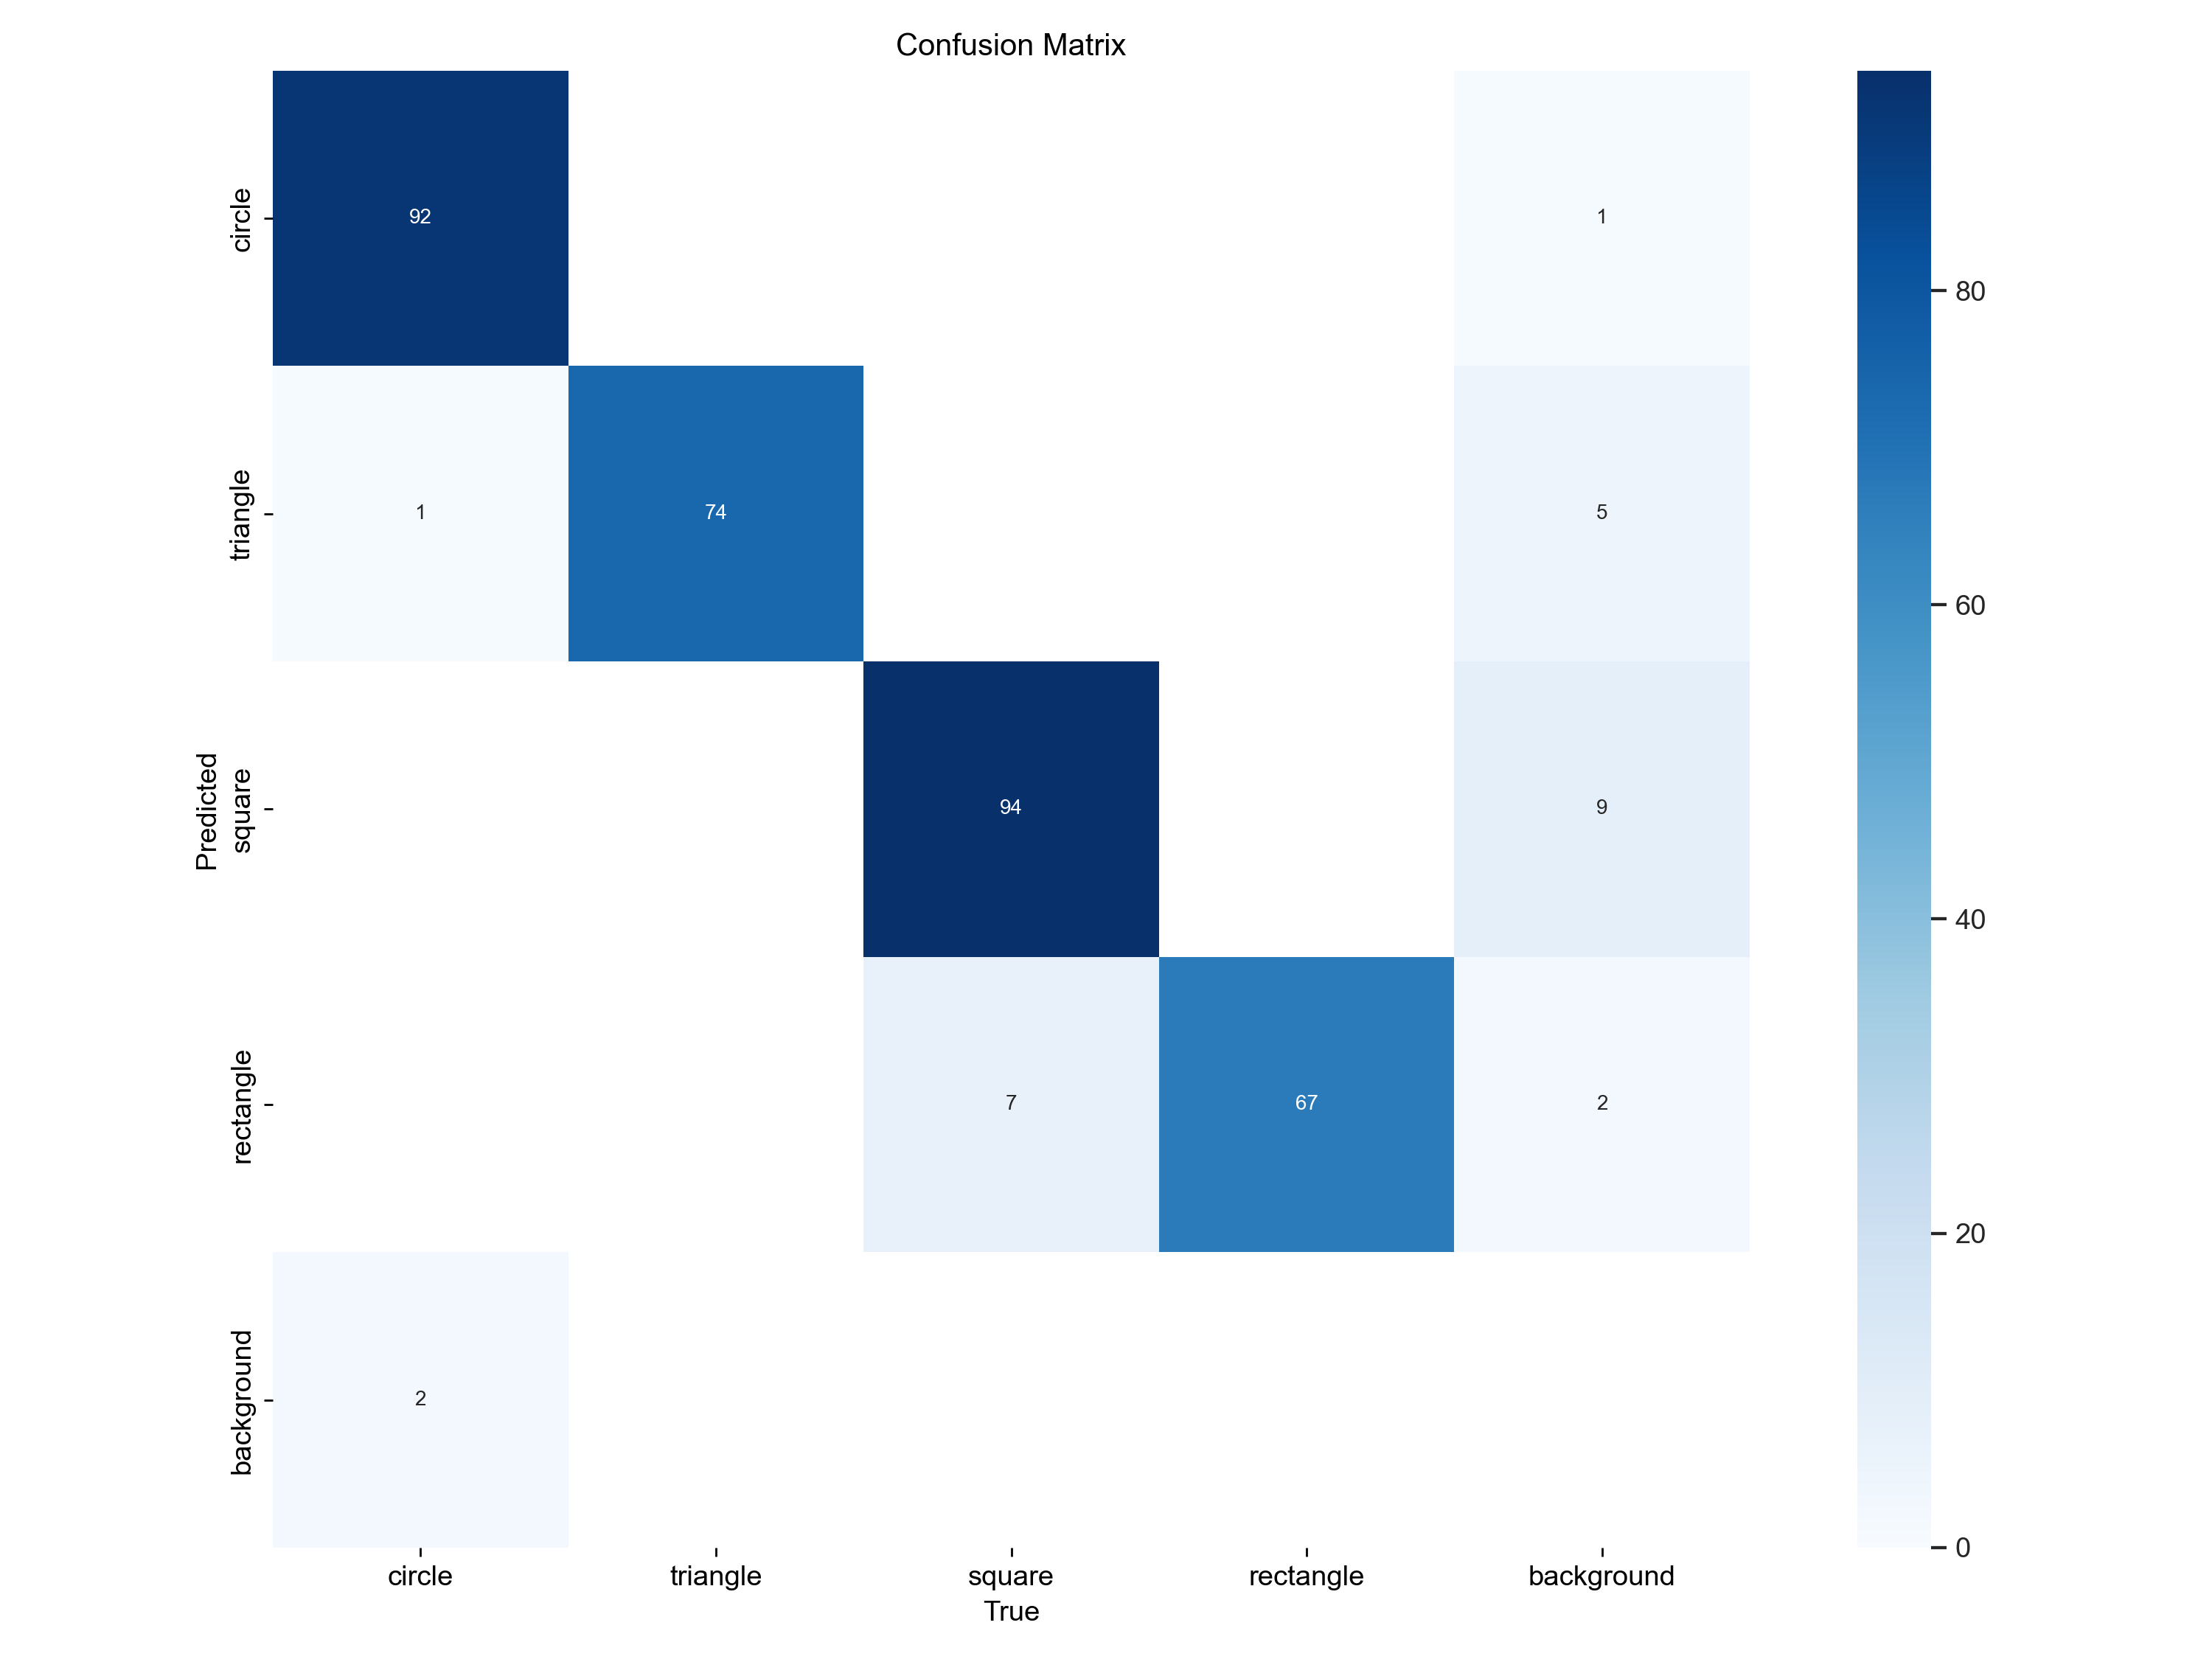 Confusion Matrix
Predicted
circle
92
1
triangle
1
74
5
square
94
9
rectangle
7
67
2
background
2
circle
triangle
square
rectangle
background
True
80
60
40
20
0